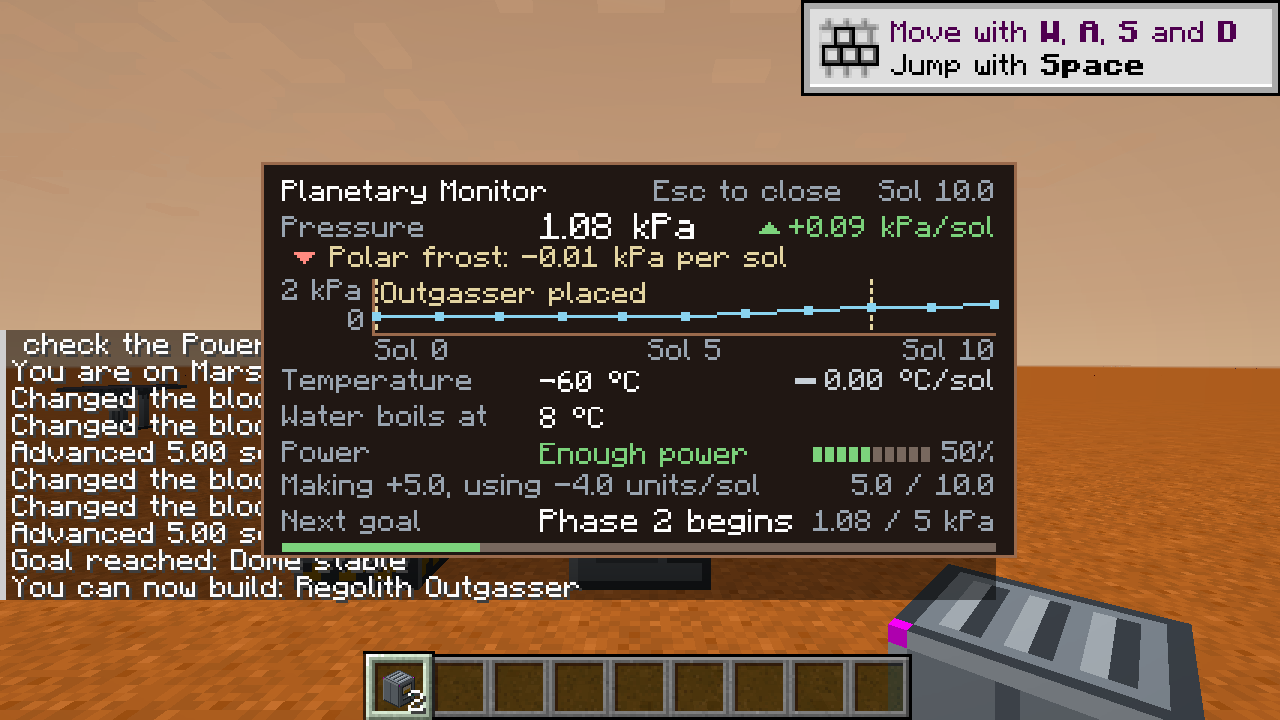 Move with W, A, S and D
Jump with Space
Planetary Monitor Esc to close Sol 10.0
Pressure 1.08 kPa +0.09 kPa/sol
Polar frost: -0.01 kPa per sol
2 kPa Outgasser placed
0
Sol 0 Sol 5 Sol 10
Temperature -60 °C 0.00 °C/sol
Water boils at 8 °C
Power Enough power 50%
Making +5.0, using -4.0 units/sol 5.0 / 10.0
Next goal Phase 2 begins 1.08 / 5 kPa
check the Power
You are on Mars
Changed the
Changed the
Advanced 5.00
Changed the
Changed the
Advanced 5.00
Goal reached: Dome stable
You can now build: Regolith Outgasser
2